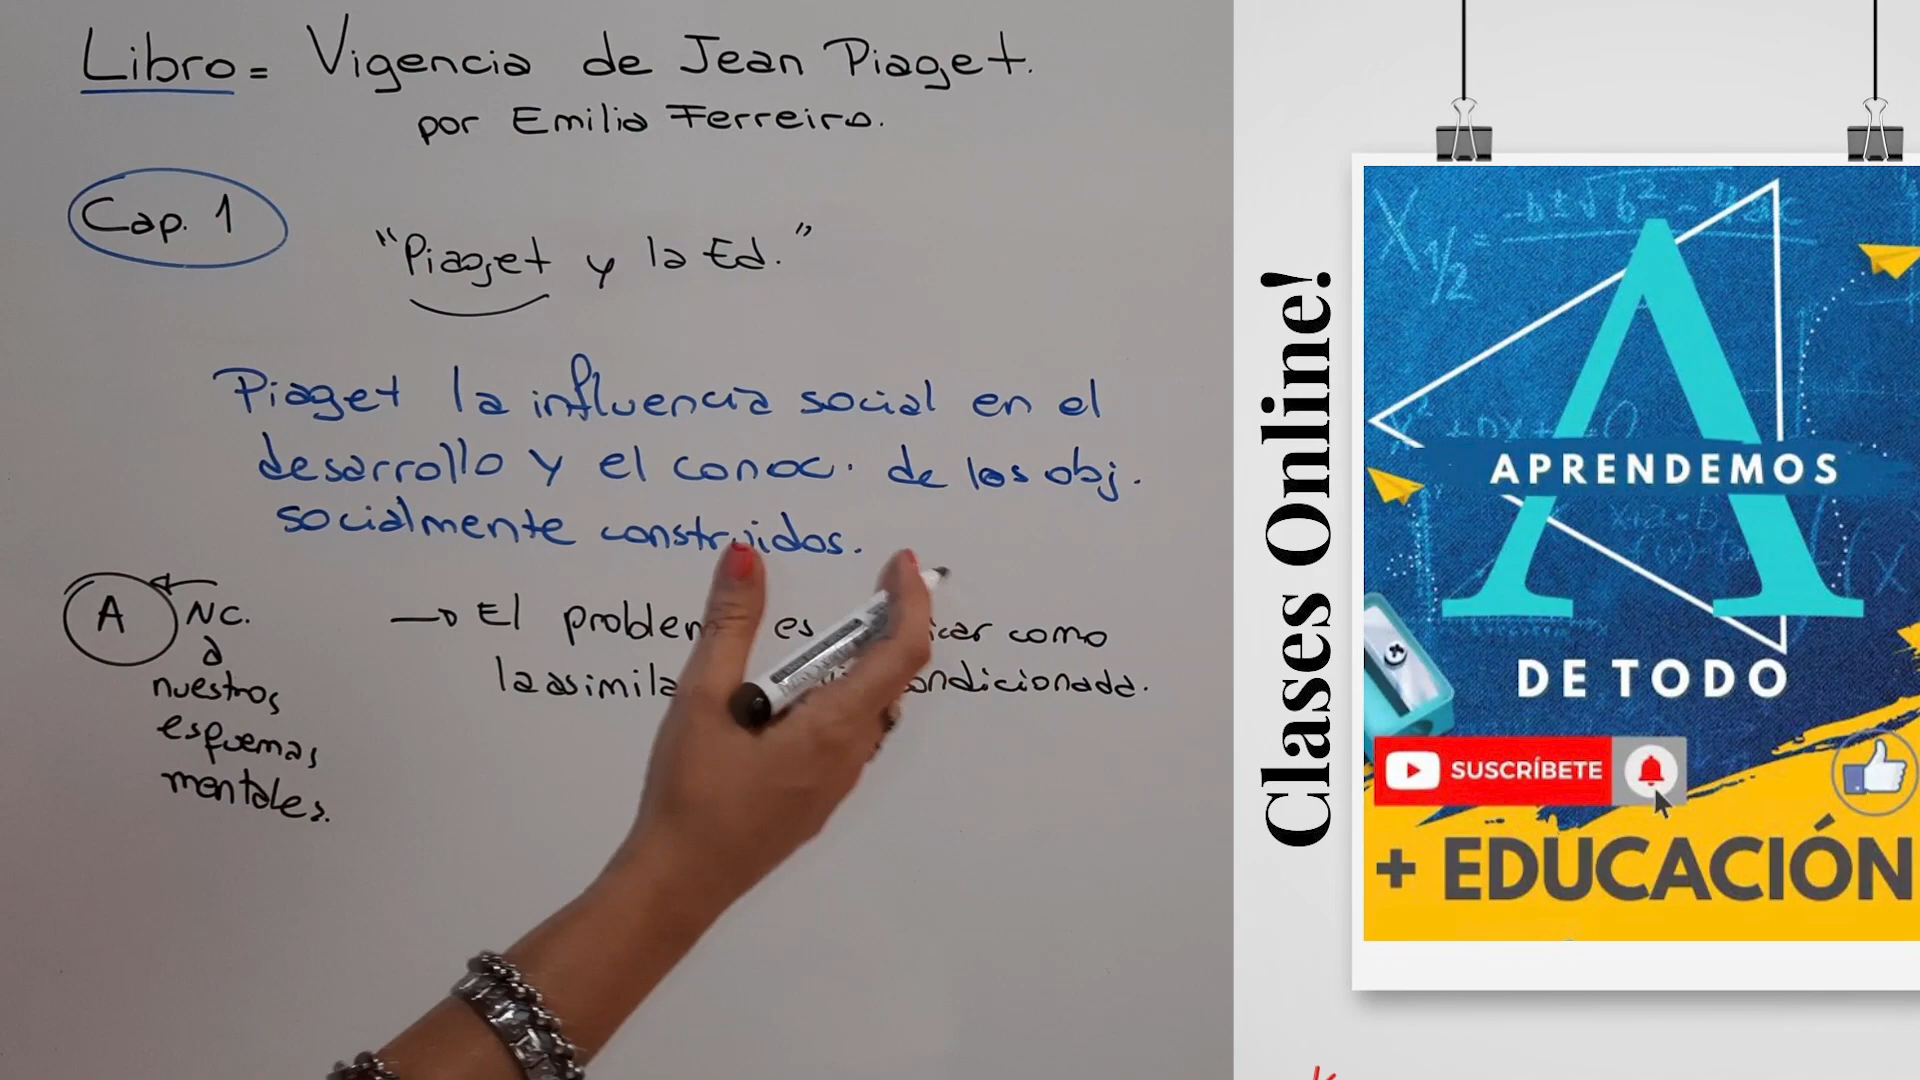 Libro = Vigencia de Jean Piaget.
por Emilia Ferreiro.
Cap. 1
"Piaget y la Ed."
Piaget la influencia social en el
desarrollo y el conoc. de los obj.
socialmente construidos.
A
NC.
a
nuestros
esquemas
mentales.
El es como
condicionada.
Clases Online!
APRENDEMOS
DE TODO
SUSCRÍBETE
+ EDUCACIÓN